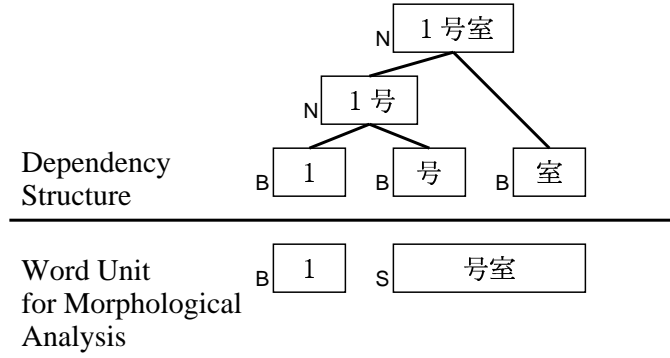 N 1号室
N 1号
Dependency
Structure
B 1 B 号 B 室
Word Unit
for Morphological
Analysis
B 1 S 号室